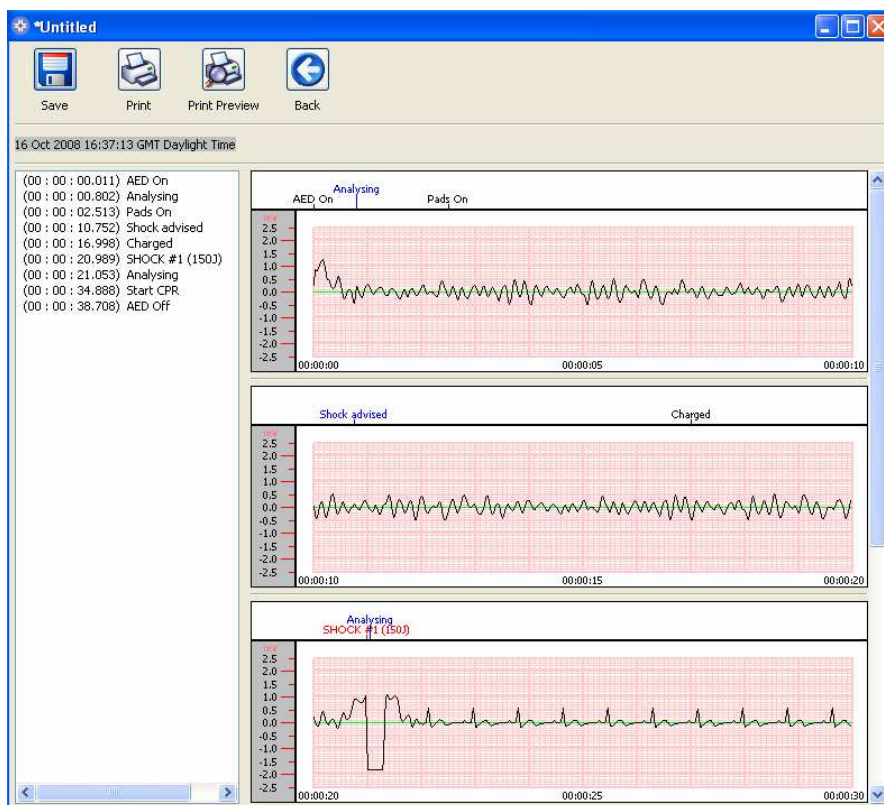 *Untitled
Save Print Print Preview Back
16 Oct 2008 16:37:13 GMT Daylight Time
(00 : 00 : 00.011) AED On
(00 : 00 : 00.802) Analysing
(00 : 00 : 02.513) Pads On
(00 : 00 : 10.752) Shock advised
(00 : 00 : 16.998) Charged
(00 : 00 : 20.989) SHOCK #1 (150J)
(00 : 00 : 21.053) Analysing
(00 : 00 : 34.888) Start CPR
(00 : 00 : 38.708) AED Off
Analysing
AED On Pads On
mV
2.5
2.0
1.5
1.0
0.5
0.0
-0.5
-1.0
-1.5
-2.0
-2.5
00:00:00 00:00:05 00:00:10
Shock advised Charged
mV
2.5
2.0
1.5
1.0
0.5
0.0
-0.5
-1.0
-1.5
-2.0
-2.5
00:00:10 00:00:15 00:00:20
Analysing
SHOCK #1 (150J)
mV
2.5
2.0
1.5
1.0
0.5
0.0
-0.5
-1.0
-1.5
-2.0
-2.5
00:00:20 00:00:25 00:00:30